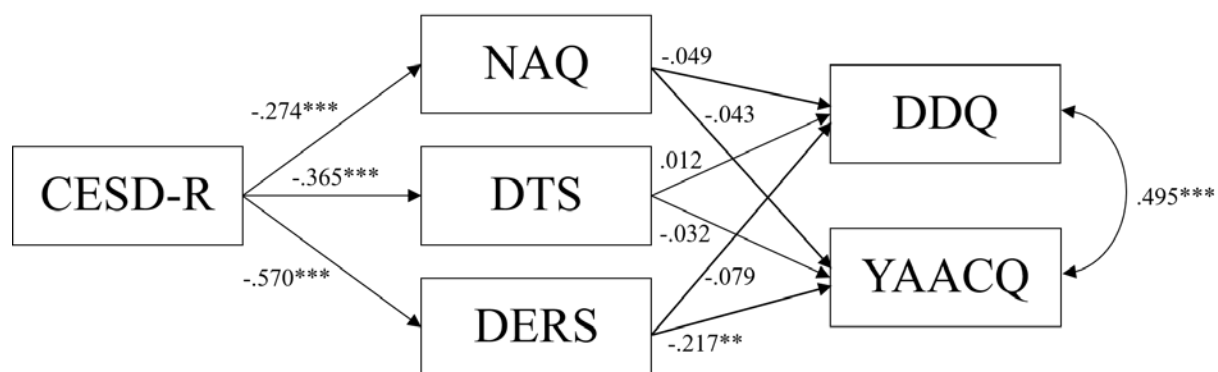 CESD-R
-.274***
-.365***
-.570***
NAQ
DTS
DERS
-.049
-.043
.012
-.032
-.079
-.217**
DDQ
YAACQ
.495***